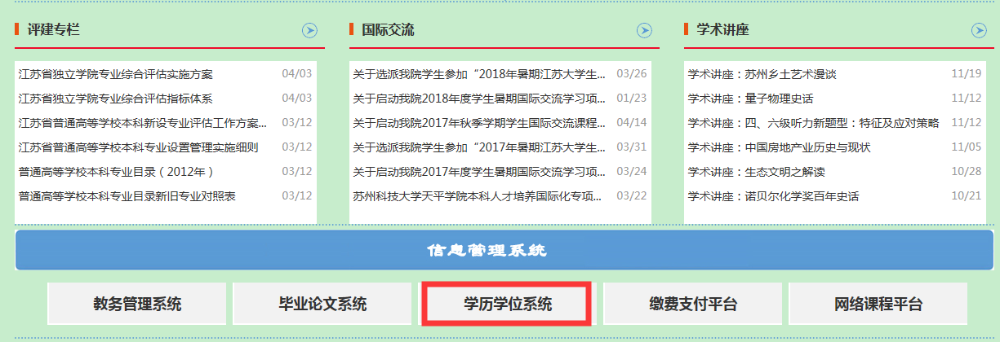 评建专栏
江苏省独立学院专业综合评估实施方案 04/03
江苏省独立学院专业综合评估指标体系 04/03
江苏省普通高等学校本科新设专业评估工作方案... 03/12
江苏省普通高等学校本科专业设置管理实施细则 03/12
普通高等学校本科专业目录（2012年） 03/12
普通高等学校本科专业目录新旧专业对照表 03/12
国际交流
关于选派我院学生参加“2018年暑期江苏大学生... 03/26
关于启动我院2018年度学生暑期国际交流学习项... 01/23
关于启动我院2017年秋季学期学生国际交流课程... 04/14
关于选派我院学生参加“2017年暑期江苏大学生... 03/31
关于启动我院2017年度学生暑期国际交流学习项... 03/24
苏州科技大学天平学院本科人才培养国际化专项... 03/22
学术讲座
学术讲座：苏州乡土艺术漫谈 11/19
学术讲座：量子物理史话 11/12
学术讲座：四、六级听力新题型：特征及应对策略 11/12
学术讲座：中国房地产业历史与现状 11/05
学术讲座：生态文明之解读 10/28
学术讲座：诺贝尔化学奖百年史话 10/21
信息管理系统
教务管理系统 毕业论文系统 学历学位系统 缴费支付平台 网络课程平台